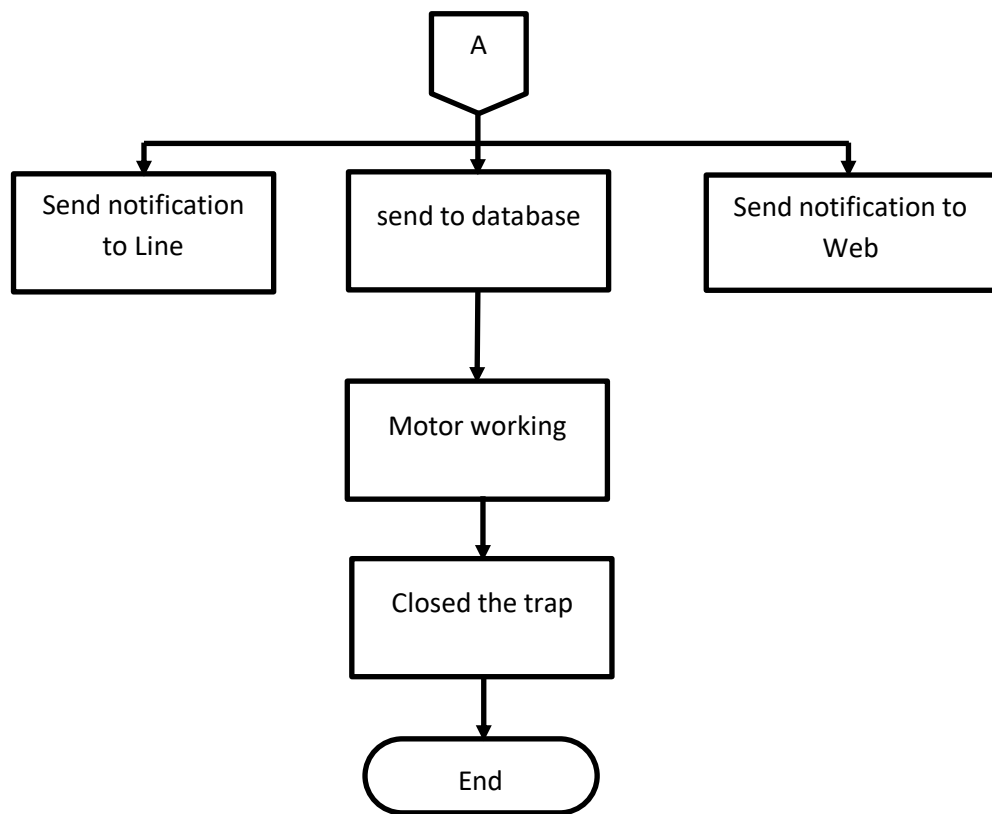 A
Send notification
to Line
send to database
Send notification to
Web
Motor working
Closed the trap
End